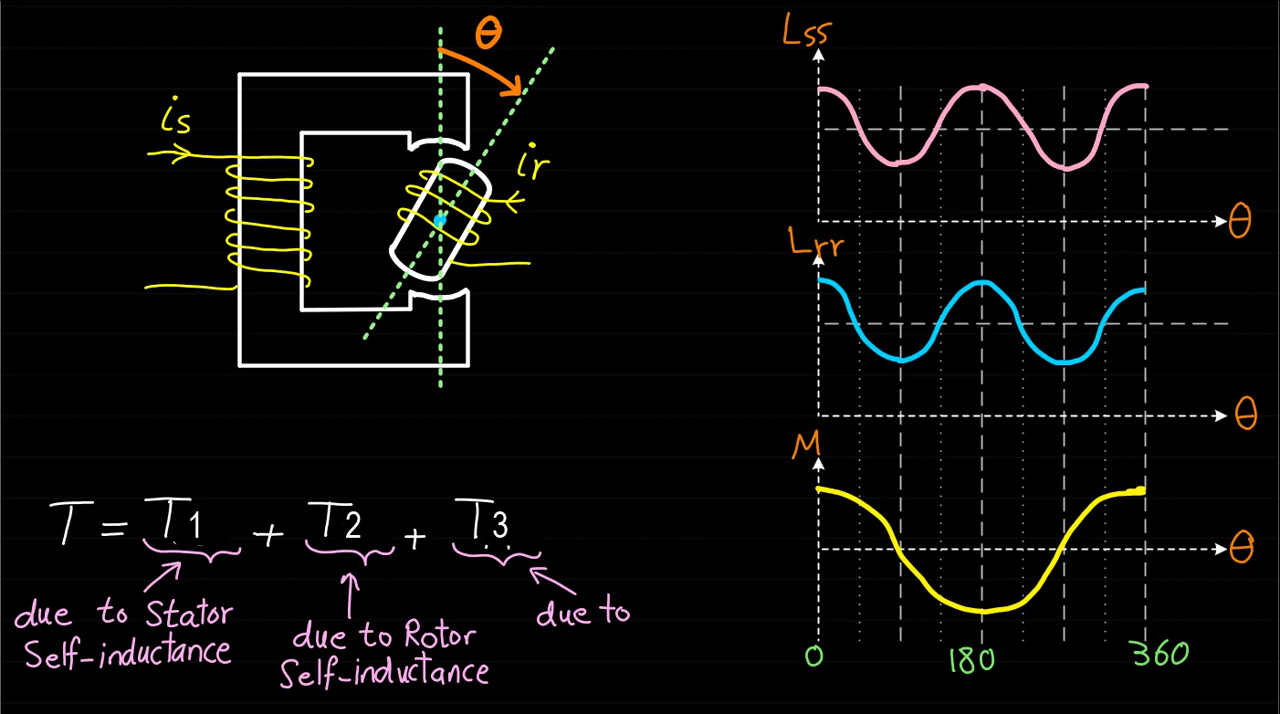 θ
is
ir
T = T1 + T2 + T3
due to Stator
Self-inductance
due to Rotor
Self-inductance
due to
Lss
θ
Lrr
θ
M
θ
0 180 360